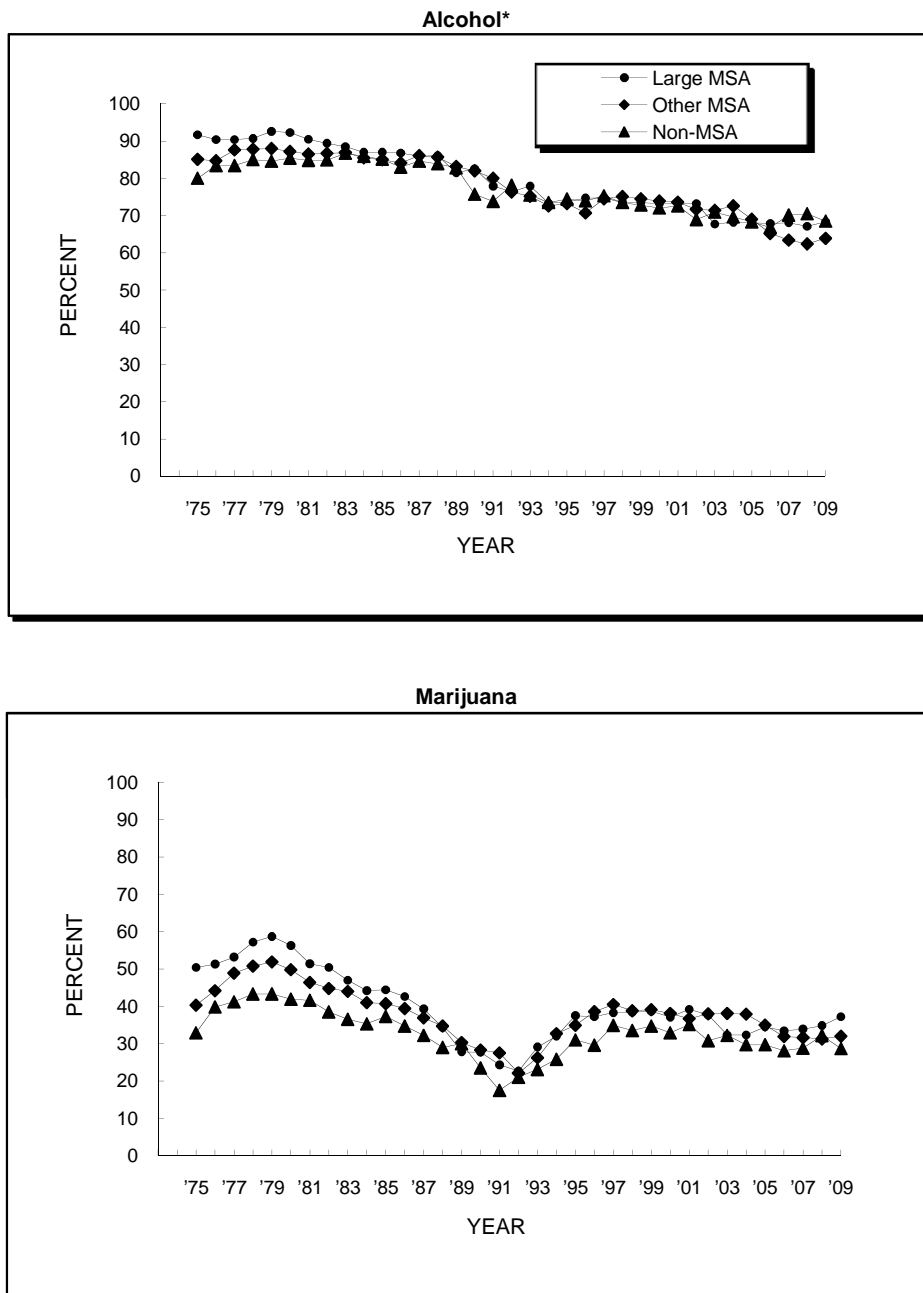 Alcohol*
Large MSA
Other MSA
Non-MSA
100
90
80
70
60
50
40
30
20
10
0
PERCENT
’75 ’77 ’79 ’81 ’83 ’85 ’87 ’89 ’91 ’93 ’95 ’97 ’99 ’01 ’03 ’05 ’07 ’09
YEAR
Marijuana
100
90
80
70
60
50
40
30
20
10
0
PERCENT
’75 ’77 ’79 ’81 ’83 ’85 ’87 ’89 ’91 ’93 ’95 ’97 ’99 ’01 ’03 ’05 ’07 ’09
YEAR